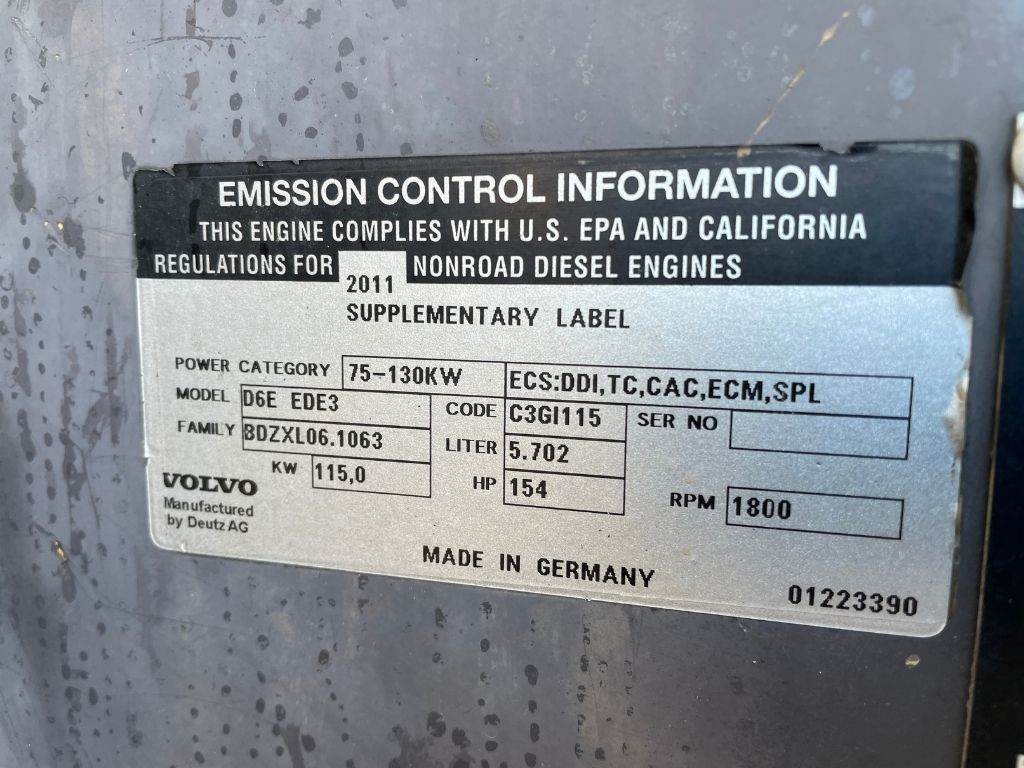 EMISSION CONTROL INFORMATION
THIS ENGINE COMPLIES WITH U.S. EPA AND CALIFORNIA
REGULATIONS FOR 2011 NONROAD DIESEL ENGINES
SUPPLEMENTARY LABEL
POWER CATEGORY 75-130KW ECS:DDI,TC,CAC,ECM,SPL
MODEL D6E EDE3 CODE C3GI115 SER NO
FAMILY BDZXL06.1063 LITER 5.702
KW 115,0 HP 154 RPM 1800
VOLVO
Manufactured
by Deutz AG
MADE IN GERMANY
01223390